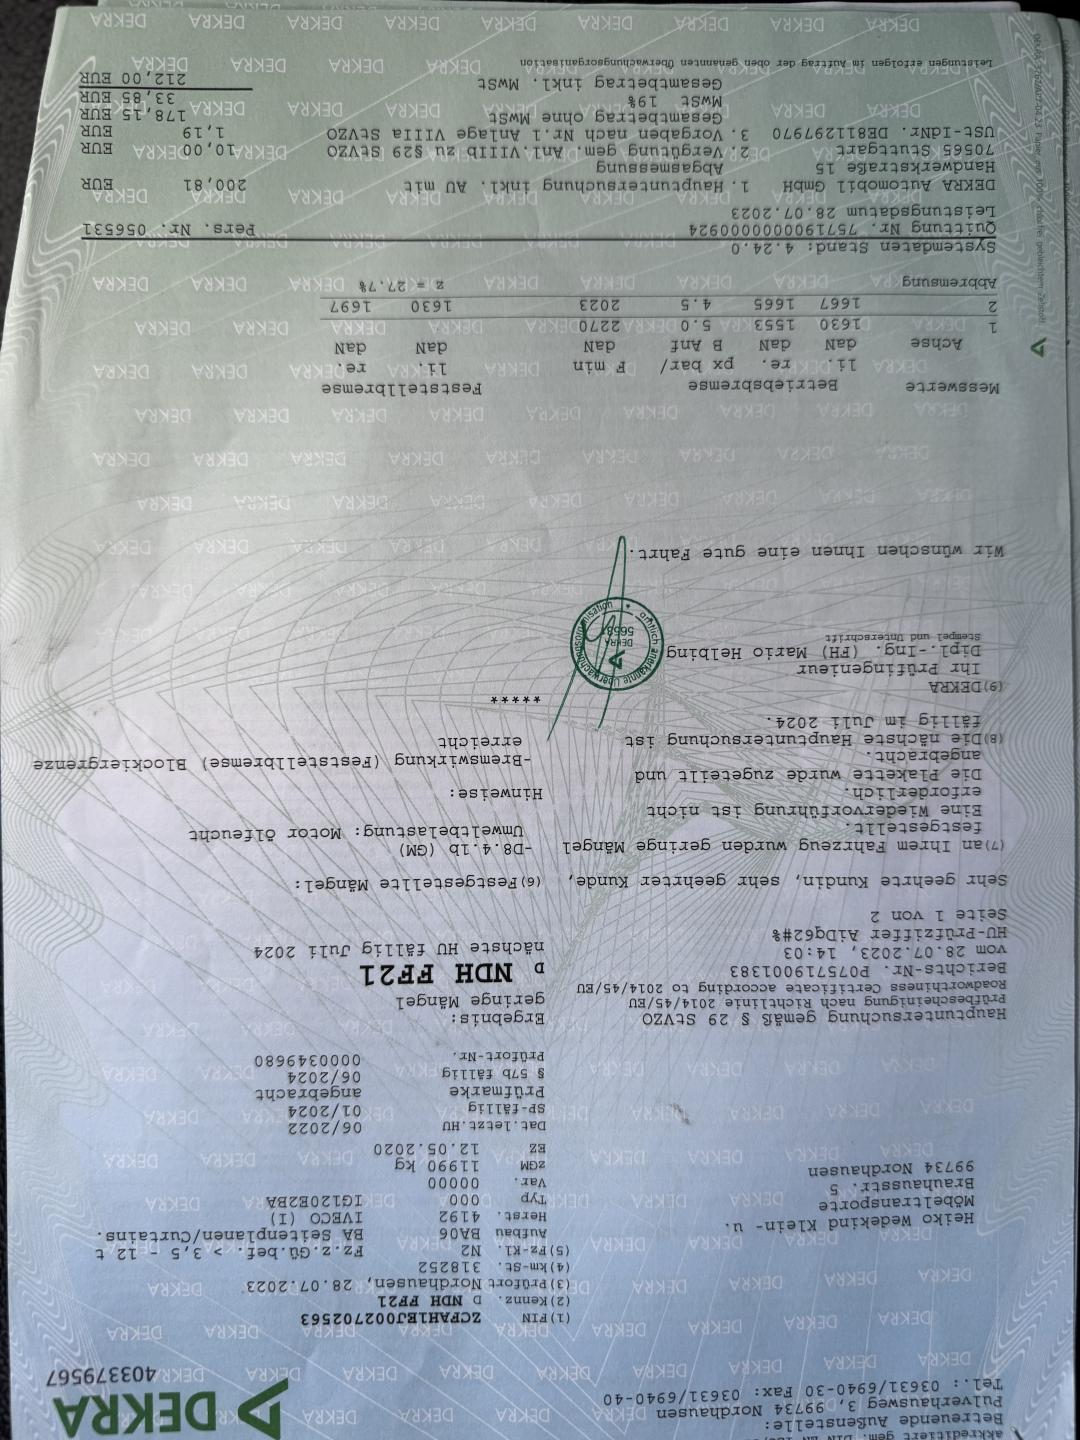 DEKRA
403379567
akkreditiert gem. DIN EN
Betreuende Außenstelle:
Pulverhausweg 3, 99734 Nordhausen
Tel.: 03631/6940-30 Fax: 03631/6940-40
Heiko Wedekind Klein- u.
Möbeltransporte
Brauhausstr. 5
99734 Nordhausen
(1)FIN ZCFAH1EJ002702563
(2)Kennz. D NDH FF21
(3)Prüfort Nordhausen, 28.07.2023
(4)km-St. 318252
(5)Fz-Kl. N2 Fz.z.Gü.bef. > 3,5 - 12 t
Aufbau BA06 BA Seitenplanen/Curtains.
Herst. 4192 IVECO (I)
Typ 000 IG120E2BA
Var. 00000
zGM 11990 kg
EZ 12.05.2020
Dat.letzt.HU 06/2022
SP-fällig 01/2024
Prüfmarke angebracht
§ 57b fällig 06/2024
Prüfort-Nr. 0000349680
Hauptuntersuchung gemäß § 29 StVZO
Prüfbescheinigung nach Richtlinie 2014/45/EU
Roadworthiness Certificate according to 2014/45/EU
Berichts-Nr. P07571901383
vom 28.07.2023, 14:03
HU-Prüfziffer AiDq62#%
Seite 1 von 2
Ergebnis:
geringe Mängel
D NDH FF21
nächste HU fällig Juli 2024
Sehr geehrte Kundin, sehr geehrter Kunde,
(7)an Ihrem Fahrzeug wurden geringe Mängel
festgestellt.
Eine Wiedervorführung ist nicht
erforderlich.
Die Plakette wurde zugeteilt und
angebracht.
(8)Die nächste Hauptuntersuchung ist
fällig im Juli 2024.
(9)DEKRA
Ihr Prüfingenieur
Dipl.-Ing. (FH) Mario Helbing
Stempel und Unterschrift
(6)Festgestellte Mängel:
-D8.4.1b (GM)
Umweltbelastung: Motor ölfeucht
Hinweise:
-Bremswirkung (Feststellbremse) Blockiergrenze
erreicht
*****
amtlich anerkannte Überwachungsorganisation
DEKRA
Wir wünschen Ihnen eine gute Fahrt.
Messwerte Betriebsbremse Feststellbremse
li. re. px bar/ F min li. re.
Achse daN daN B Anf daN daN daN
1 1630 1553 5.0 2270
2 1667 1665 4.5 2023 1630 1697
Abbremsung z = 27.7%
Systemdaten Stand: 4.24.0
Quittung Nr. 75719000000000924 Pers. Nr. 056531
Leistungsdatum 28.07.2023
DEKRA Automobil GmbH 1. Hauptuntersuchung inkl. AU mit 200,81 EUR
Handwerkstraße 15 Abgasmessung
70565 Stuttgart 2. Vergütung gem. Anl.VIIIb zu §29 StVZO 10,00 EUR
USt-IdNr. DE811297970 3. Vorgaben nach Nr.1 Anlage VIIIa StVZO 1,19 EUR
Gesamtbetrag ohne MwSt 178,15 EUR
MwSt 19% 33,85 EUR
Gesamtbetrag inkl. MwSt 212,00 EUR
Leistungen erfolgen im Auftrag der oben genannten Überwachungsorganisation